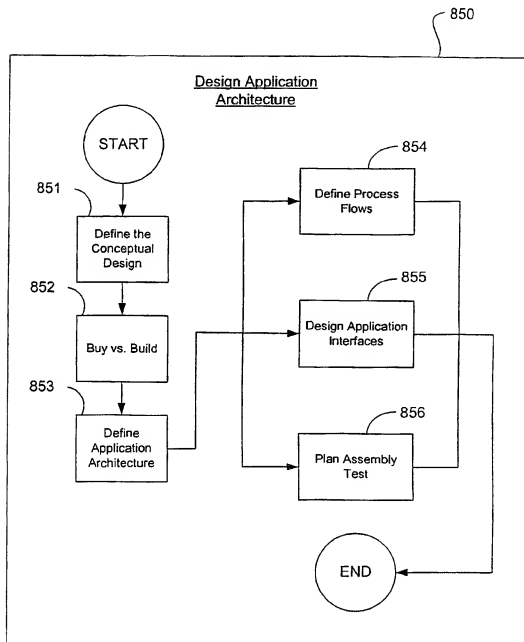 850
Design Application
Architecture
START
851
Define the
Conceptual
Design
852
Buy vs. Build
853
Define
Application
Architecture
854
Define Process
Flows
855
Design Application
Interfaces
856
Plan Assembly
Test
END